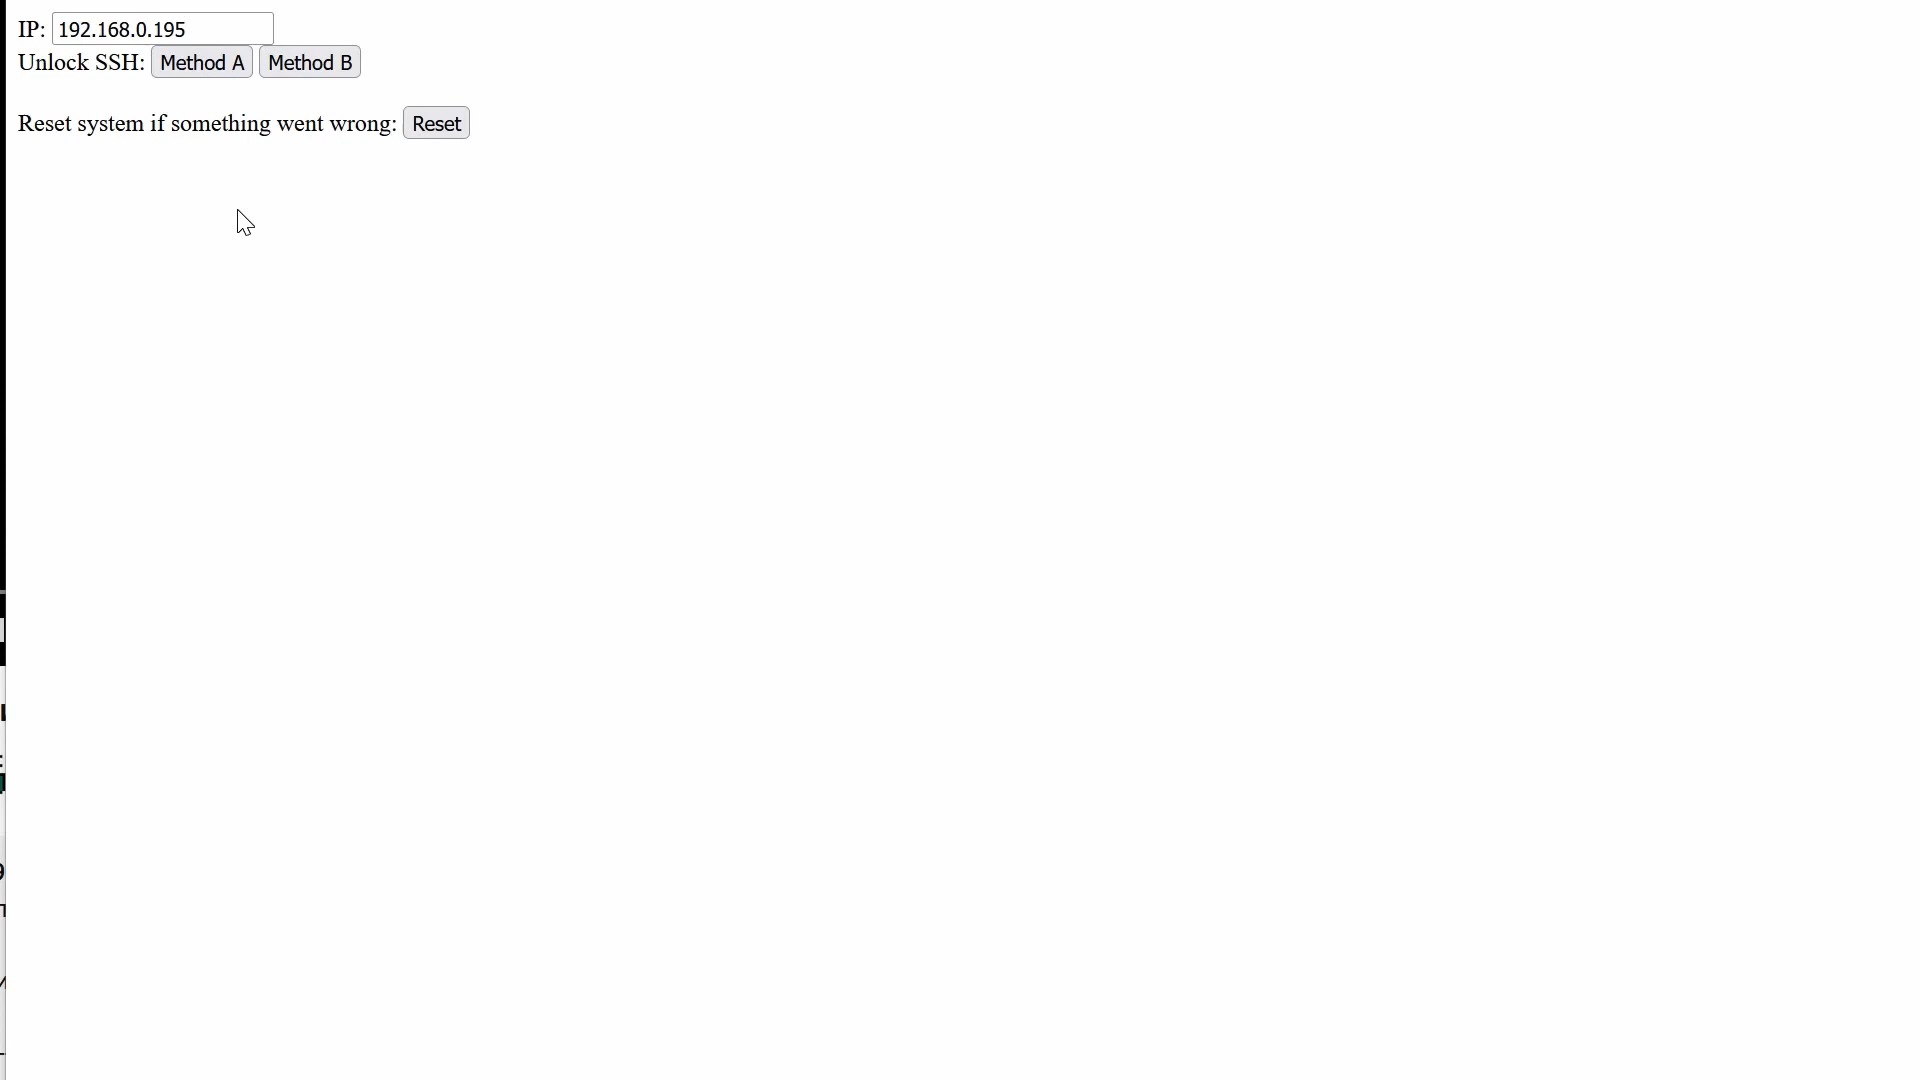 IP: 192.168.0.195
Unlock SSH: Method A Method B
Reset system if something went wrong: Reset